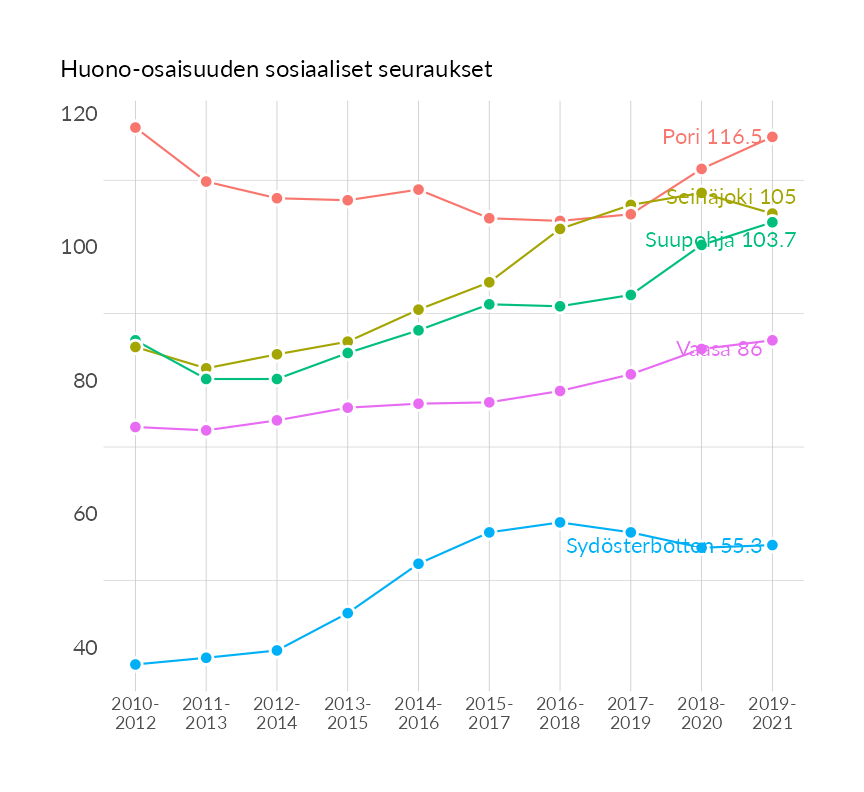 Huono-osaisuuden sosiaaliset seuraukset
120
Pori 116.5
Seinäjoki 105
100
Suupohja 103.7
80
Vaasa 86
60
Sydösterbotten 55.3
40
2010- 2011- 2012- 2013- 2014- 2015- 2016- 2017- 2018- 2019-
2012 2013 2014 2015 2016 2017 2018 2019 2020 2021